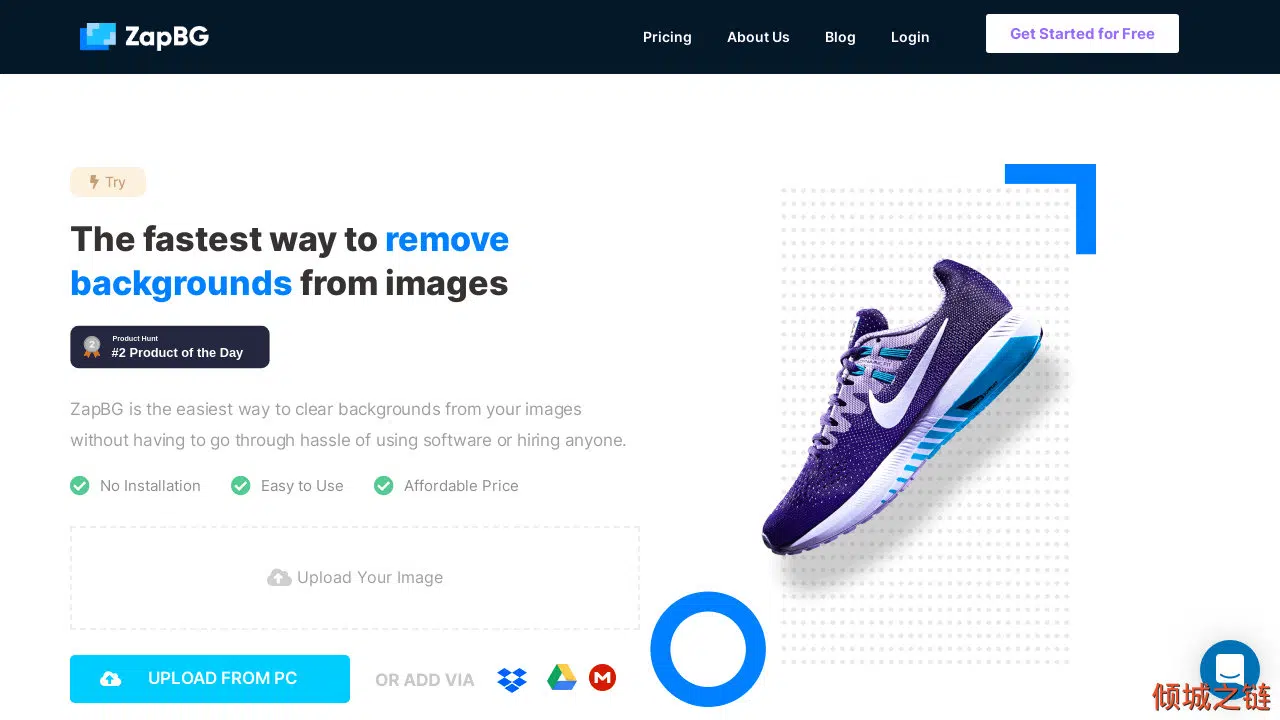 ZapBG
Pricing
About Us
Blog
Login
Get Started for Free
Try
The fastest way to remove
backgrounds from images
2
Product Hunt
#2 Product of the Day
ZapBG is the easiest way to clear backgrounds from your images
without having to go through hassle of using software or hiring anyone.
No Installation
Easy to Use
Affordable Price
Upload Your Image
UPLOAD FROM PC
OR ADD VIA
M
倾城之链